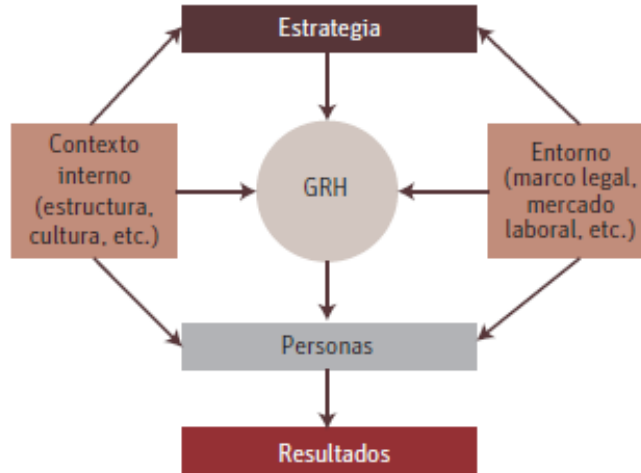 Estrategia
Contexto
interno
(estructura,
cultura, etc.)
GRH
Entorno
(marco legal,
mercado
laboral, etc.)
Personas
Resultados